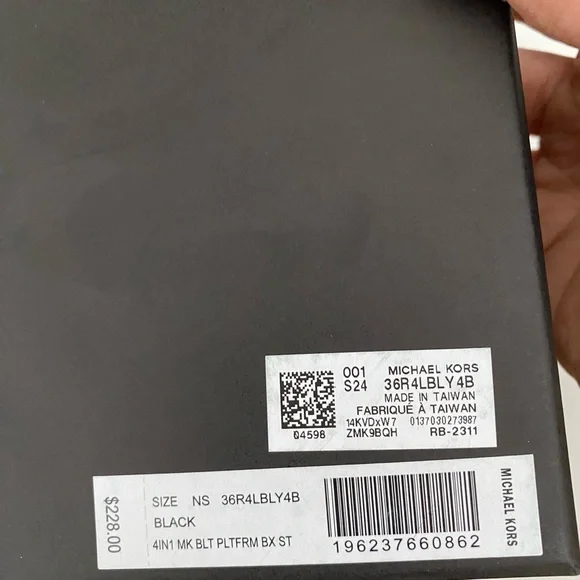 001 MICHAEL KORS
S24 36R4LBLY4B
MADE IN TAIWAN
FABRIQUÉ À TAIWAN
14KVDxW7 0137030273987
04598 ZMK9BQH RB-2311
$228.00
SIZE NS 36R4LBLY4B
BLACK
4IN1 MK BLT PLTFRM BX ST
196237660862
MICHAEL KORS